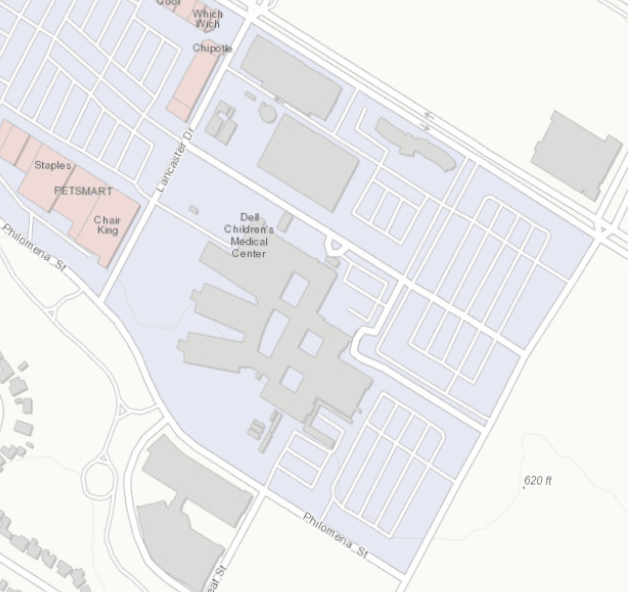 Which
Wich
Chipotle
Lancaster Dr
Staples
PETSMART
Chair
King
Dell
Children's
Medical
Center
Philomena St
620 ft
Philomena St